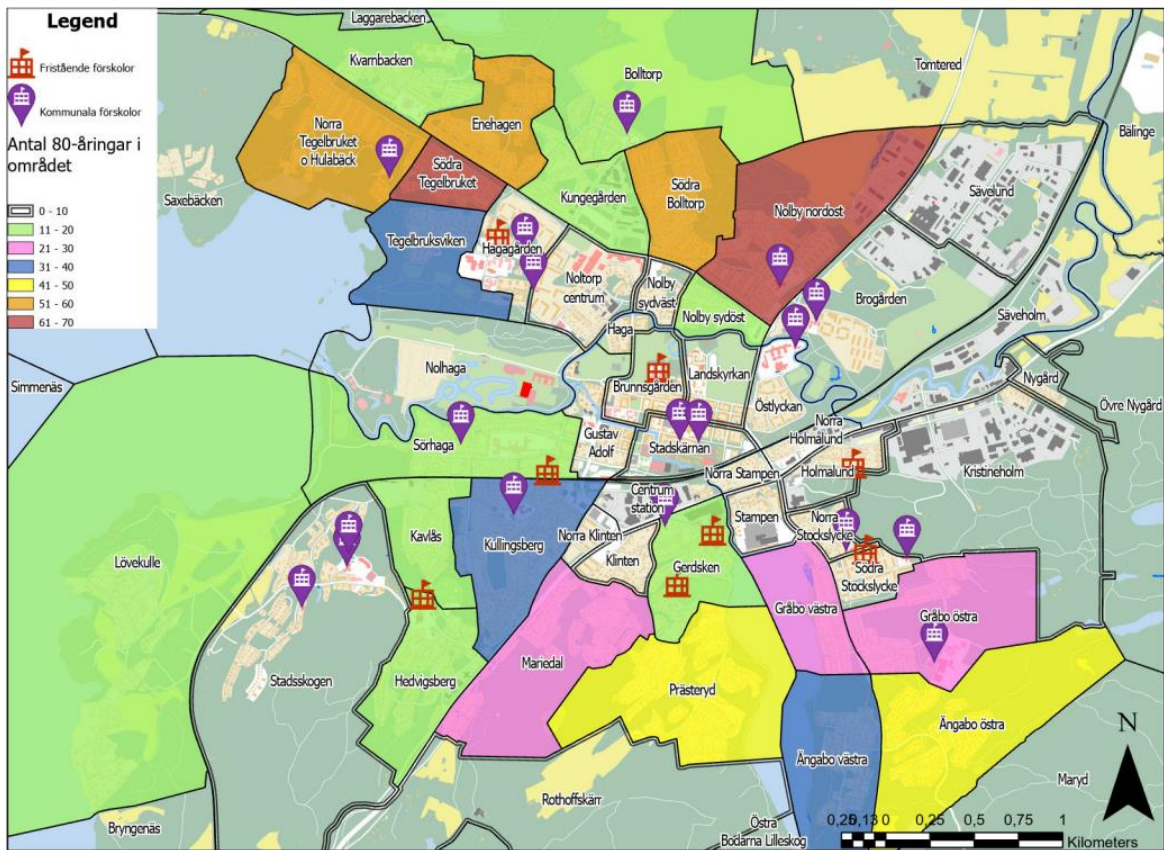 Legend
Fristående förskolor
Kommunala förskolor
Antal 80-åringar i
området
0 - 10
11 - 20
21 - 30
31 - 40
41 - 50
51 - 60
61 - 70
Laggarebacken
Kvarnbacken
Bolltorp
Tomtered
Bälinge
Enehagen
Norra
Tegelbruket
o Hulabäck
Södra
Tegelbruket
Saxebäcken
Kungegården
Södra
Bolltorp
Nolby nordost
Sävelund
Tegelbruksviken
Hagagården
Noltorp
centrum
Nolby
sydväst
Nolby sydöst
Brogården
Säveholm
Haga
Simmenäs
Nolhaga
Brunnsgården
Landskyrkan
Östlyckan
Nygård
Övre Nygård
Sörhaga
Gustav
Adolf
Stadskärnan
Norra
Holmalund
Holmalund
Kristineholm
Norra Stampen
Centrum
station
Stampen
Norra
Stockslycke
Södra
Stockslycke
Kavlås
Kullingsberg
Norra Klinten
Klinten
Gerdsken
Lövekulle
Gråbo västra
Gråbo östra
Stadsskogen
Hedvigsberg
Mariedal
Prästeryd
Ängabo västra
Ängabo östra
Maryd
Rothoffskärr
Bryngenäs
Östra
Bodarna Lilleskog
N
0,25 0,13 0 0,25 0,5 0,75 1
Kilometers